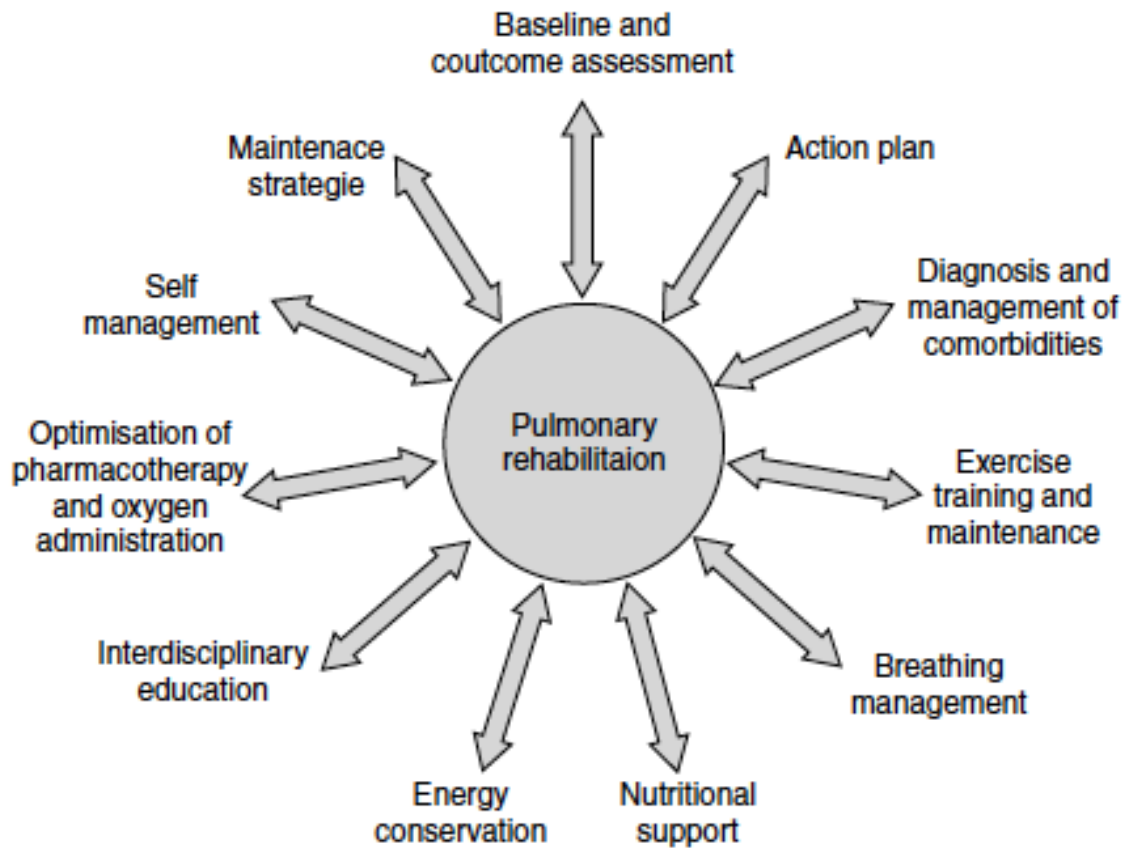 Baseline and
coutcome assessment
Action plan
Diagnosis and
management of
comorbidities
Exercise
training and
maintenance
Breathing
management
Nutritional
support
Energy
conservation
Interdisciplinary
education
Optimisation of
pharmacotherapy
and oxygen
administration
Self
management
Maintenace
strategie
Pulmonary
rehabilitaion